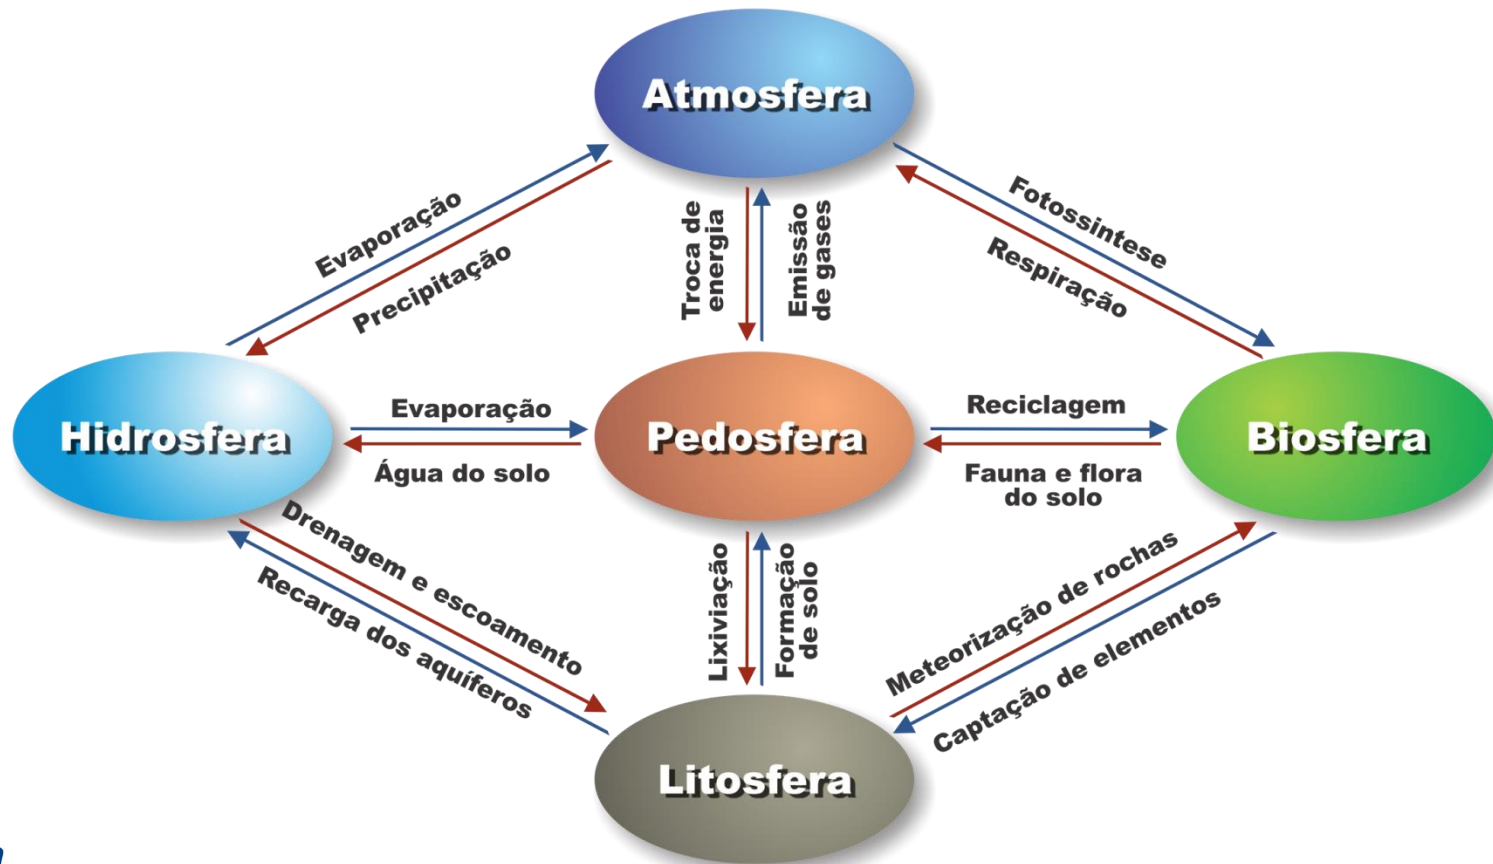 Atmosfera
Evaporação
Precipitação
Troca de
energia
Emissão
de gases
Fotossintese
Respiração
Hidrosfera
Evaporação
Água do solo
Pedosfera
Reciclagem
Fauna e flora
do solo
Biosfera
Drenagem e escoamento
Recarga dos aquíferos
Lixiviação
Formação
de solo
Meteorização de rochas
Captação de elementos
Litosfera